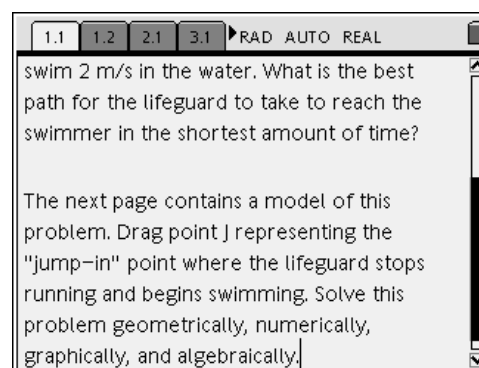 1.1 1.2 2.1 3.1 RAD AUTO REAL
swim 2 m/s in the water. What is the best
path for the lifeguard to take to reach the
swimmer in the shortest amount of time?
The next page contains a model of this
problem. Drag point J representing the
"jump-in" point where the lifeguard stops
running and begins swimming. Solve this
problem geometrically, numerically,
graphically, and algebraically.